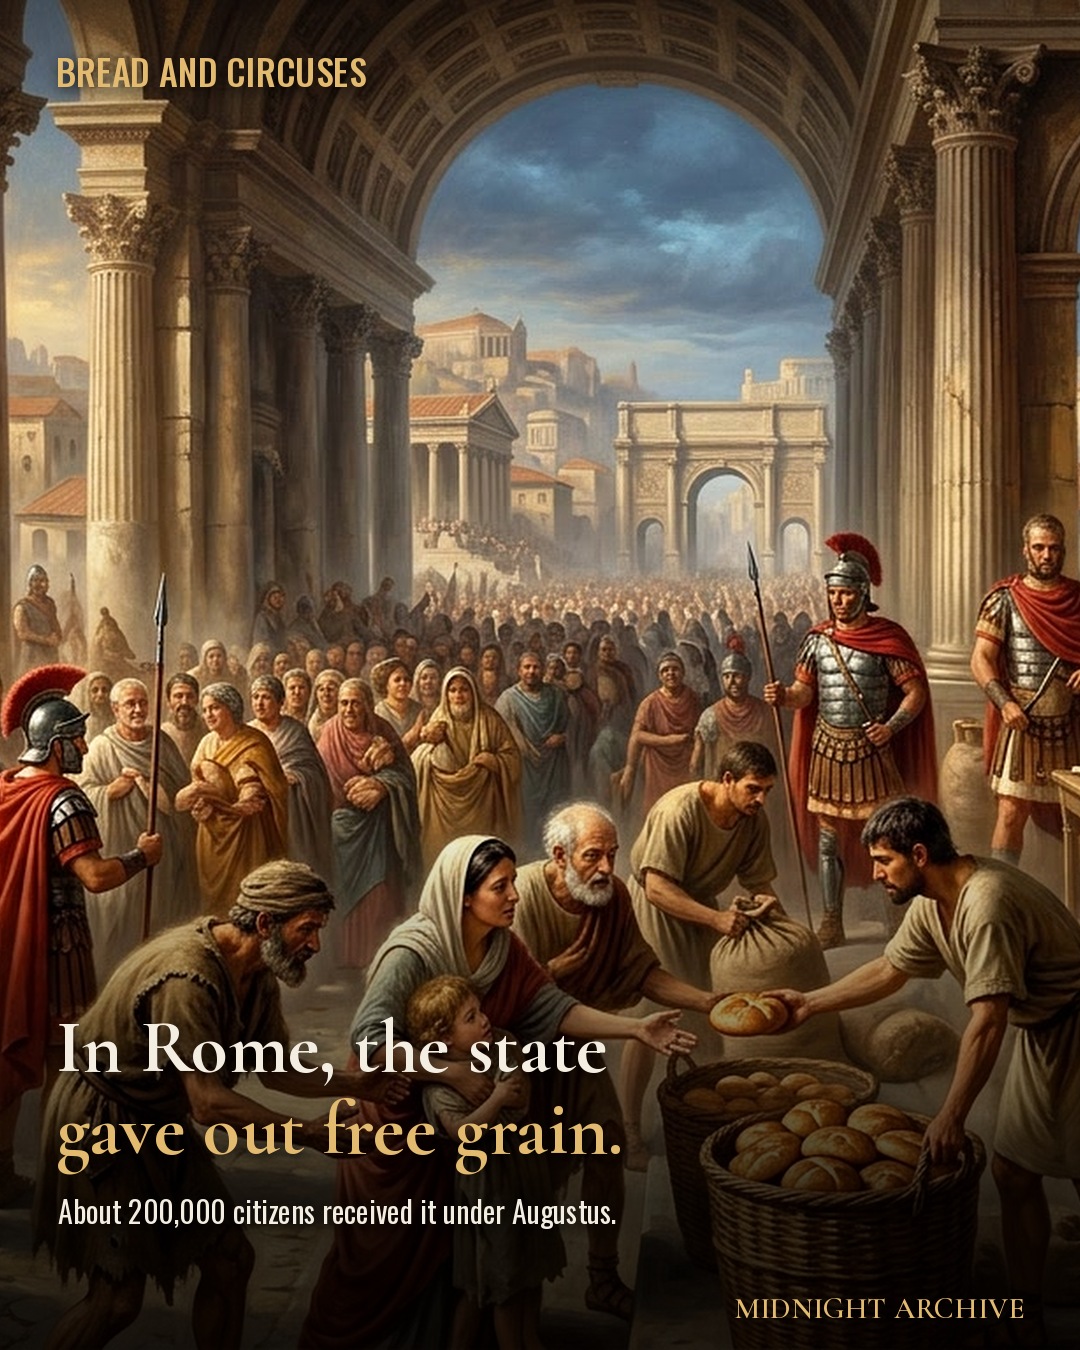 BREAD AND CIRCUSES
In Rome, the state
gave out free grain.
About 200,000 citizens received it under Augustus.
MIDNIGHT ARCHIVE